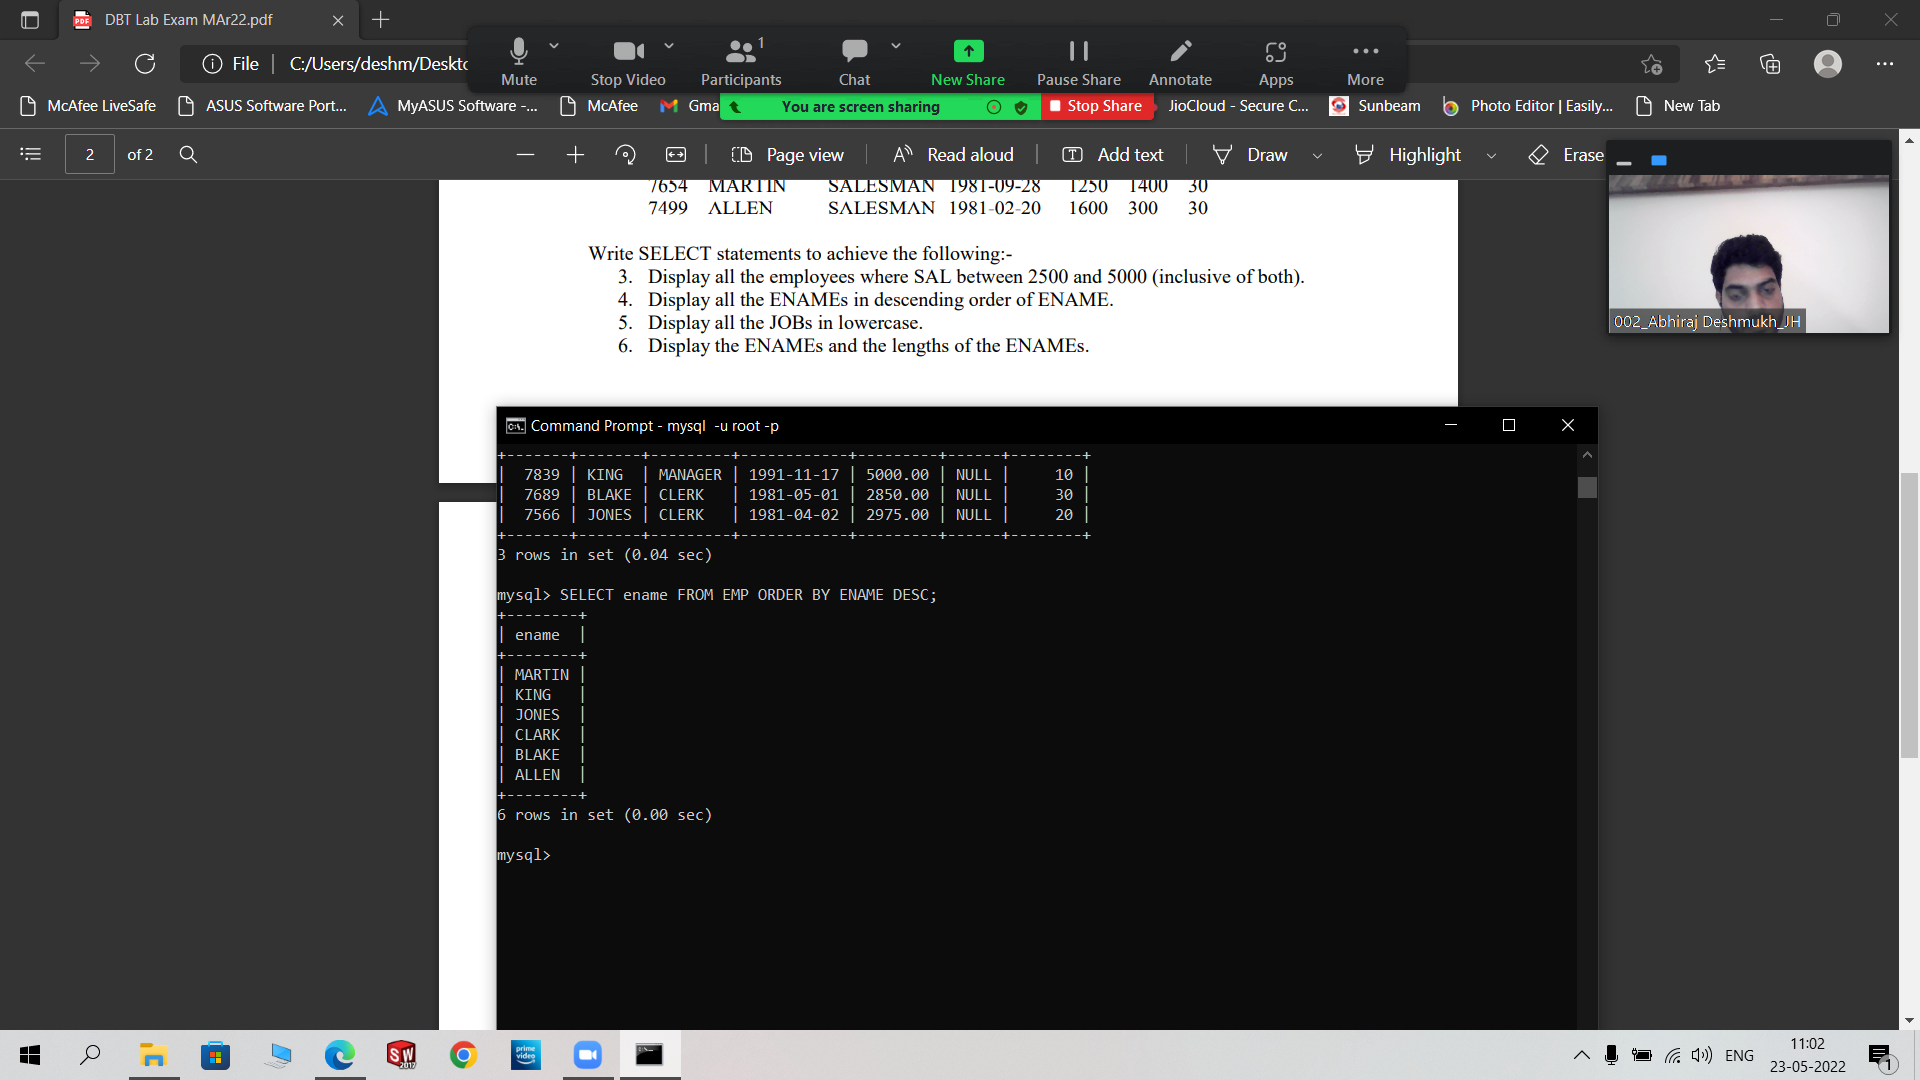 DBT Lab Exam MAr22.pdf
File
C:/Users/deshm/Deskto
Mute
Stop Video
Participants
1
Chat
New Share
Pause Share
Annotate
Apps
More
McAfee LiveSafe
ASUS Software Port...
MyASUS Software -...
McAfee
Gma
You are screen sharing
Stop Share
JioCloud - Secure C...
Sunbeam
Photo Editor | Easily...
New Tab
2
of 2
Page view
Read aloud
Add text
Draw
Highlight
Erase
7654 MARTIN SALESMAN 1981-09-28 1250 1400 30
7499 ALLEN SALESMAN 1981-02-20 1600 300 30
Write SELECT statements to achieve the following:-
3. Display all the employees where SAL between 2500 and 5000 (inclusive of both).
4. Display all the ENAMEs in descending order of ENAME.
5. Display all the JOBs in lowercase.
6. Display the ENAMEs and the lengths of the ENAMEs.
002_Abhiraj Deshmukh_JH
Command Prompt - mysql -u root -p
+-------+-------+---------+------------+---------+------+--------+
| 7839 | KING | MANAGER | 1991-11-17 | 5000.00 | NULL | 10 |
| 7689 | BLAKE | CLERK | 1981-05-01 | 2850.00 | NULL | 30 |
| 7566 | JONES | CLERK | 1981-04-02 | 2975.00 | NULL | 20 |
+-------+-------+---------+------------+---------+------+--------+
3 rows in set (0.04 sec)
mysql> SELECT ename FROM EMP ORDER BY ENAME DESC;
+--------+
| ename |
+--------+
| MARTIN |
| KING |
| JONES |
| CLARK |
| BLAKE |
| ALLEN |
+--------+
6 rows in set (0.00 sec)
mysql>
SW
2017
prime
video
ENG
11:02
23-05-2022
1